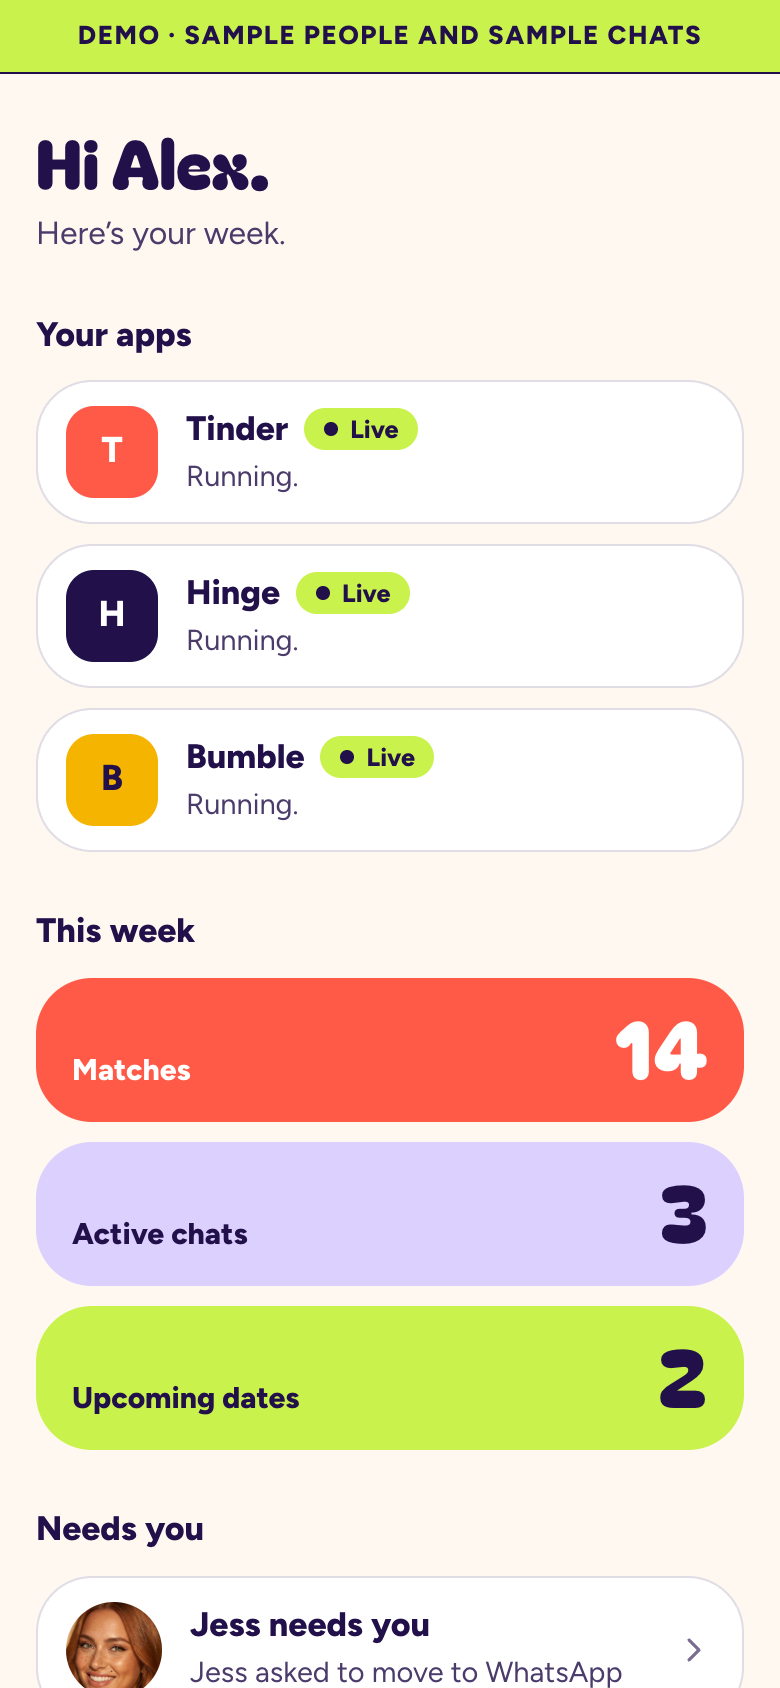 DEMO · SAMPLE PEOPLE AND SAMPLE CHATS
Hi Alex.
Here’s your week.
Your apps
T
Tinder
Live
Running.
H
Hinge
Live
Running.
B
Bumble
Live
Running.
This week
Matches
14
Active chats
3
Upcoming dates
2
Needs you
Jess needs you
Jess asked to move to WhatsApp